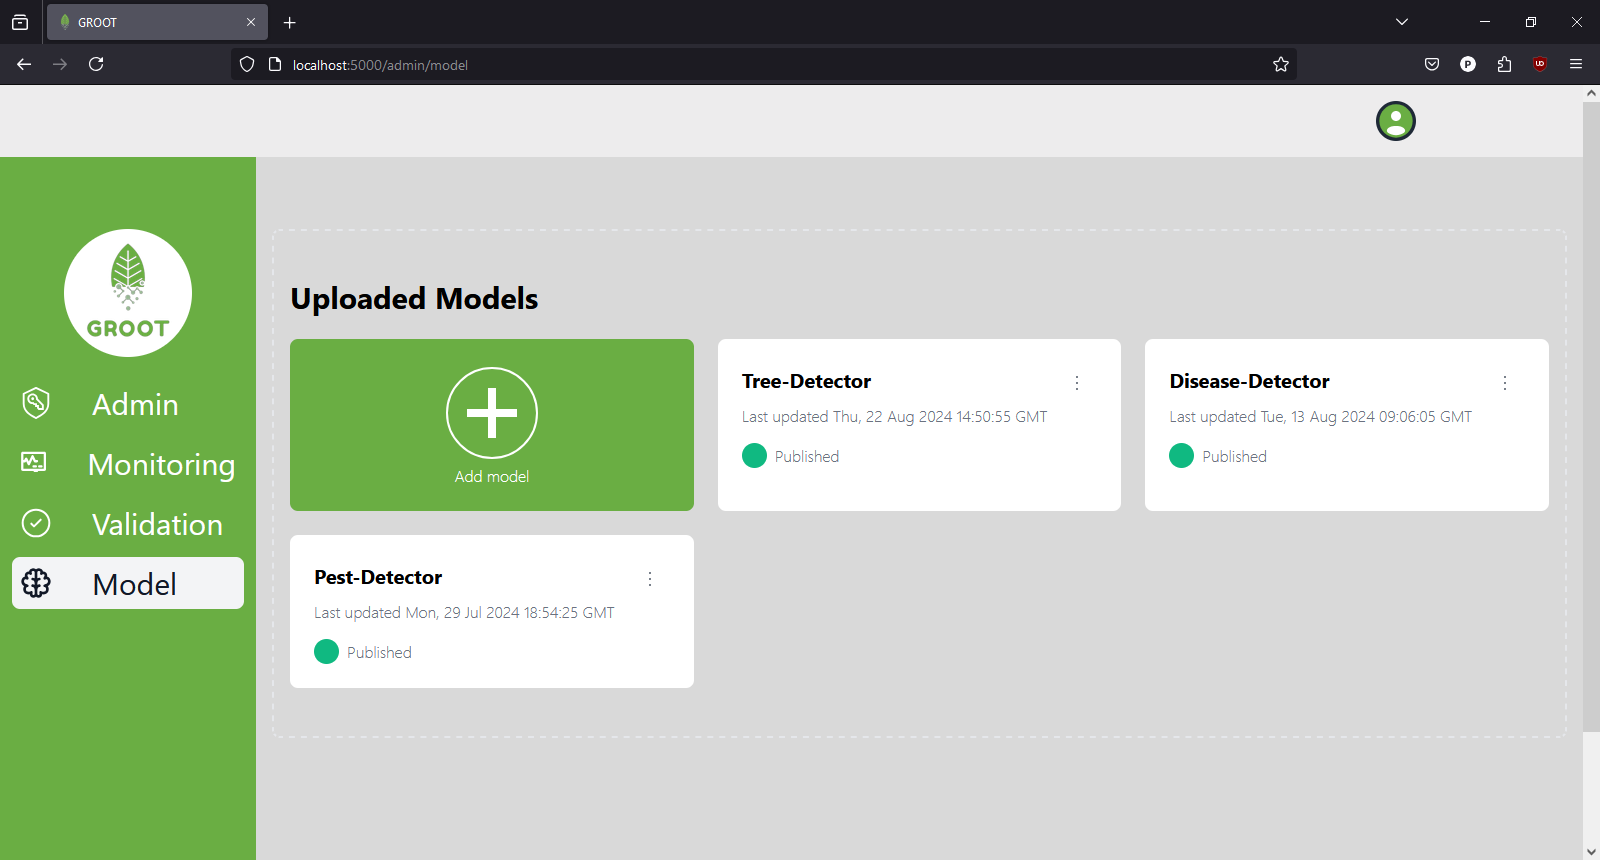 GROOT
localhost:5000/admin/model
P
GROOT
Admin
Monitoring
Validation
Model
Uploaded Models
Add model
Tree-Detector
Last updated Thu, 22 Aug 2024 14:50:55 GMT
Published
Disease-Detector
Last updated Tue, 13 Aug 2024 09:06:05 GMT
Published
Pest-Detector
Last updated Mon, 29 Jul 2024 18:54:25 GMT
Published